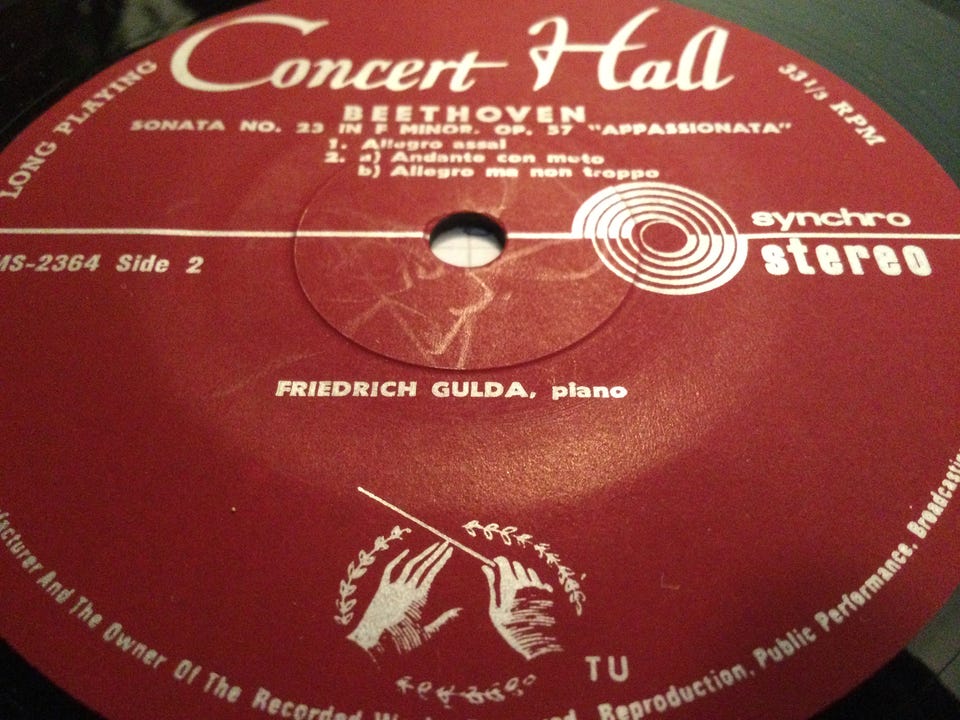 Concert Hall
LONG PLAYING
33 1/3 RPM
BEETHOVEN
SONATA NO. 23 IN F MINOR. OP. 57 "APPASSIONATA"
1. Allegro assai
2. a) Andante con moto
b) Allegro ma non troppo
synchro
stereo
MS-2364 Side 2
FRIEDRICH GULDA, piano
TU
And The Owner Of The Recorded
Reproduction, Public Performance, Broadcasting